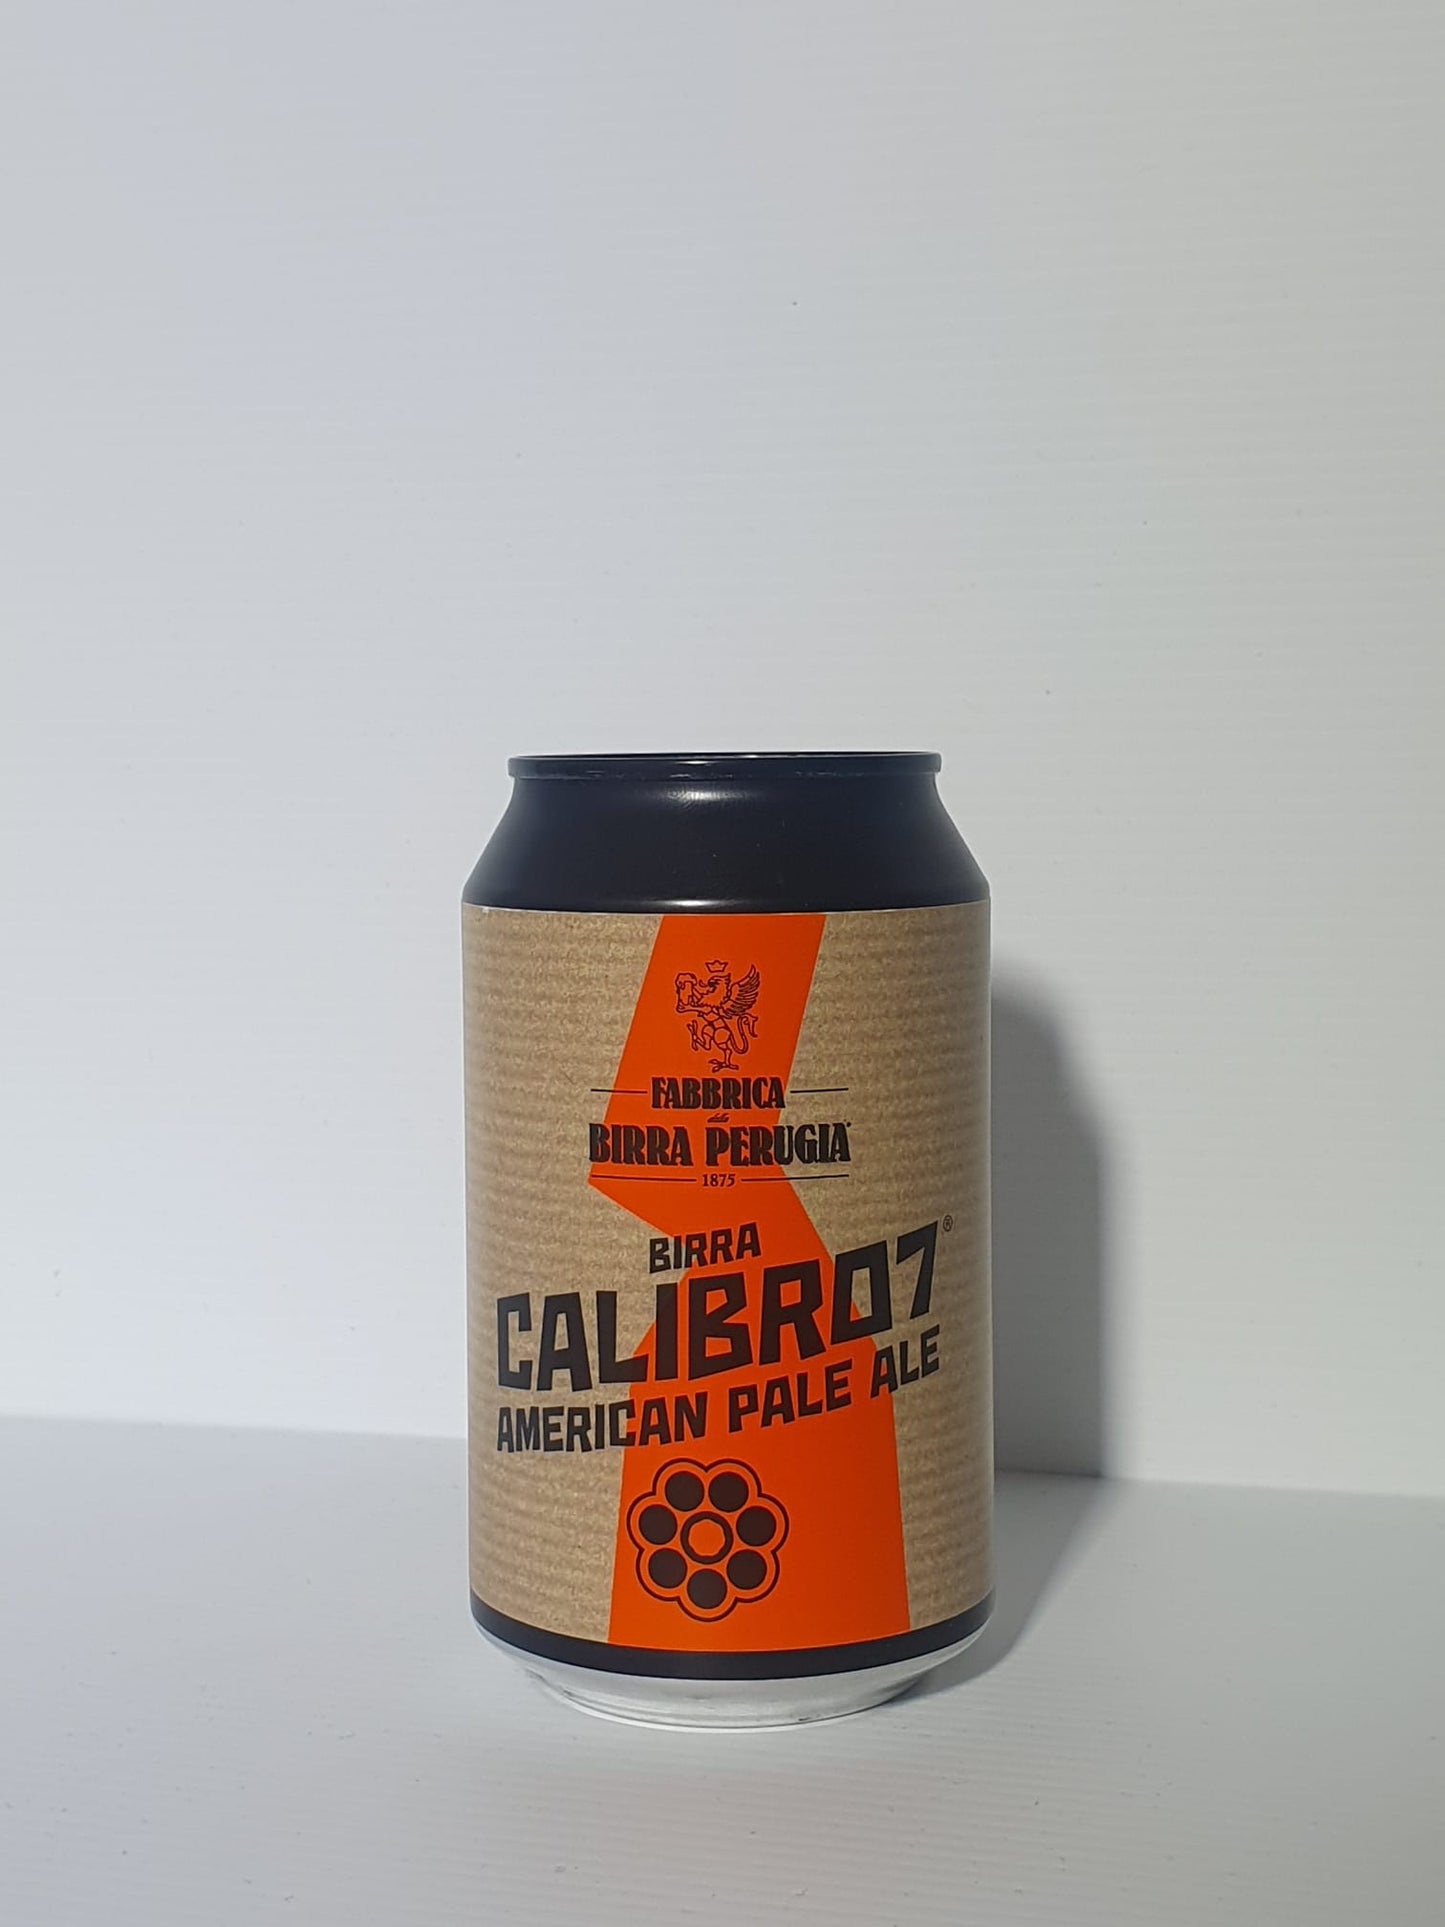 FABBRICA
della
BIRRA PERUGIA
1875
BIRRA
CALIBRO7®
AMERICAN PALE ALE